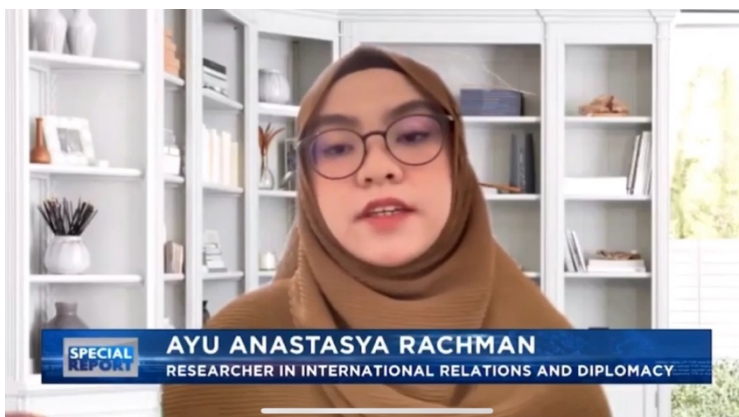 SPECIAL
REPORT
AYU ANASTASYA RACHMAN
RESEARCHER IN INTERNATIONAL RELATIONS AND DIPLOMACY